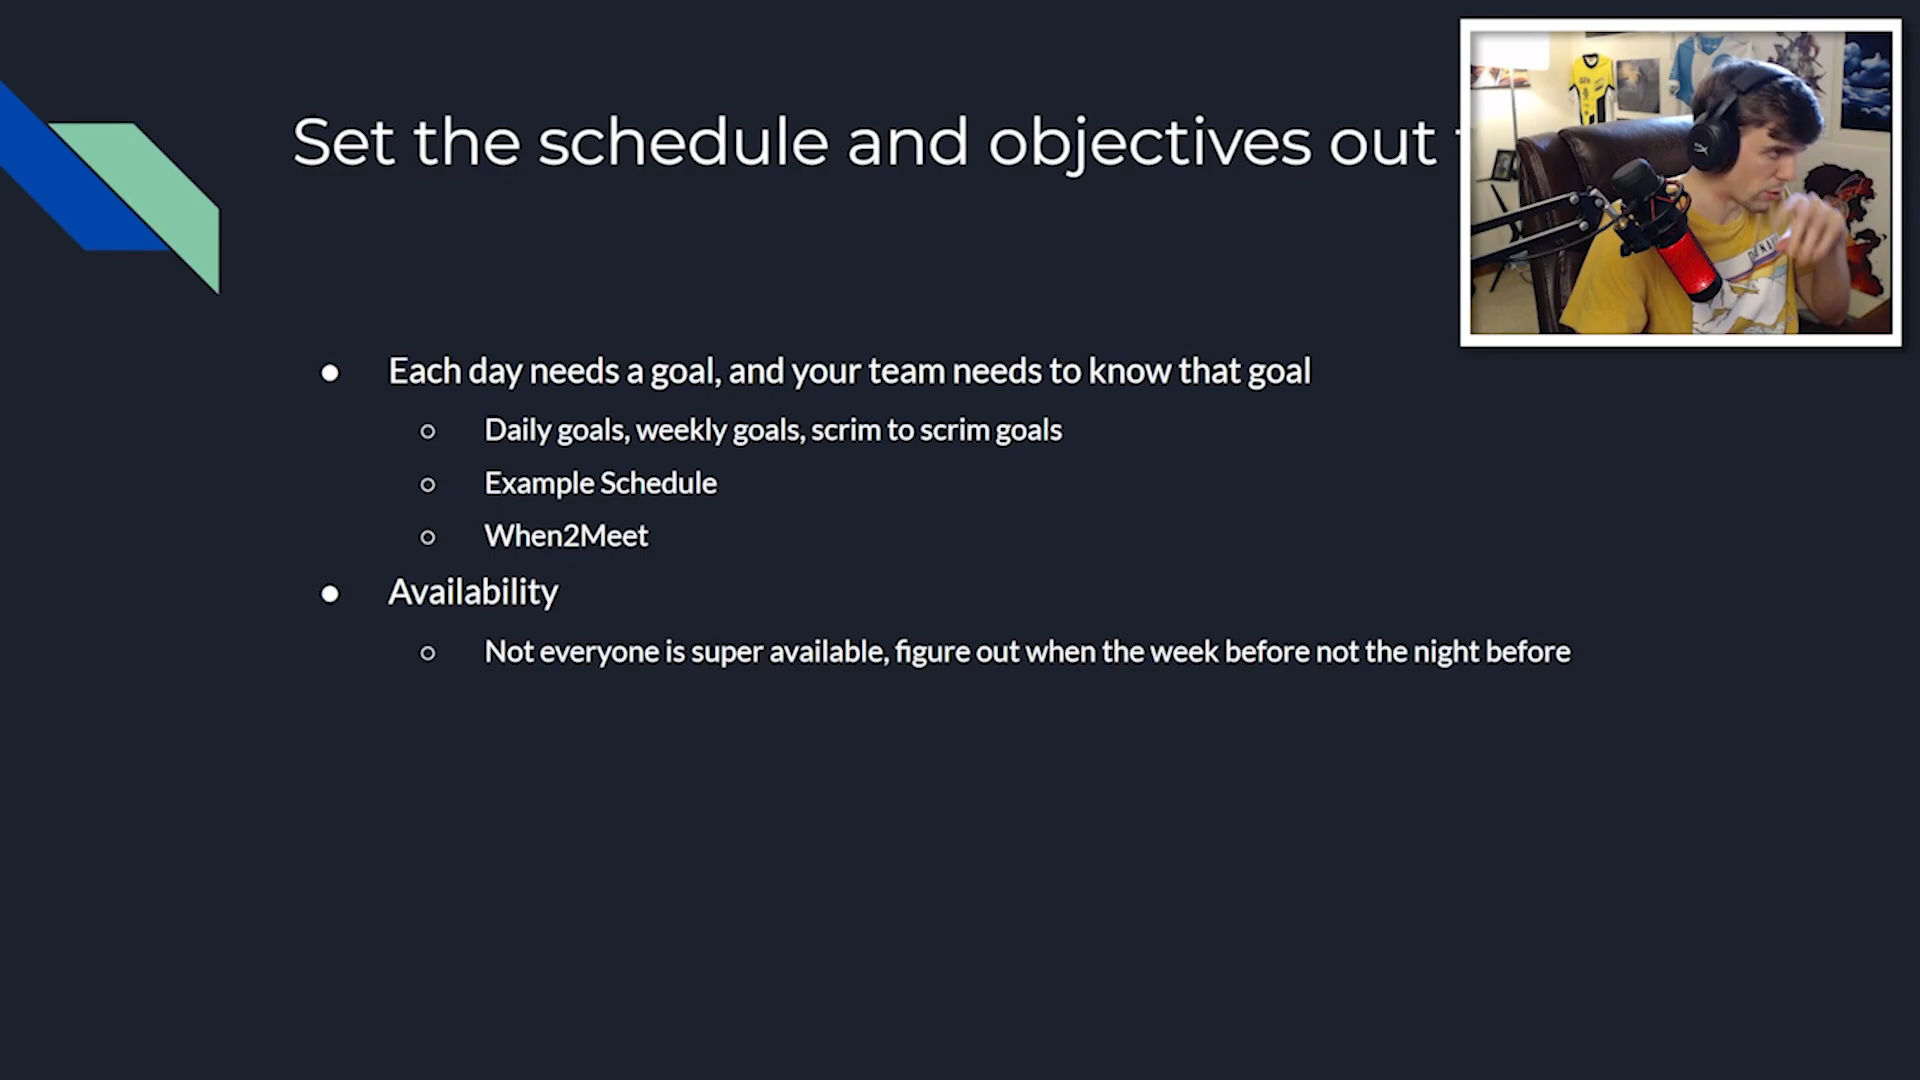 Set the schedule and objectives out
Each day needs a goal, and your team needs to know that goal
Daily goals, weekly goals, scrim to scrim goals
Example Schedule
When2Meet
Availability
Not everyone is super available, figure out when the week before not the night before